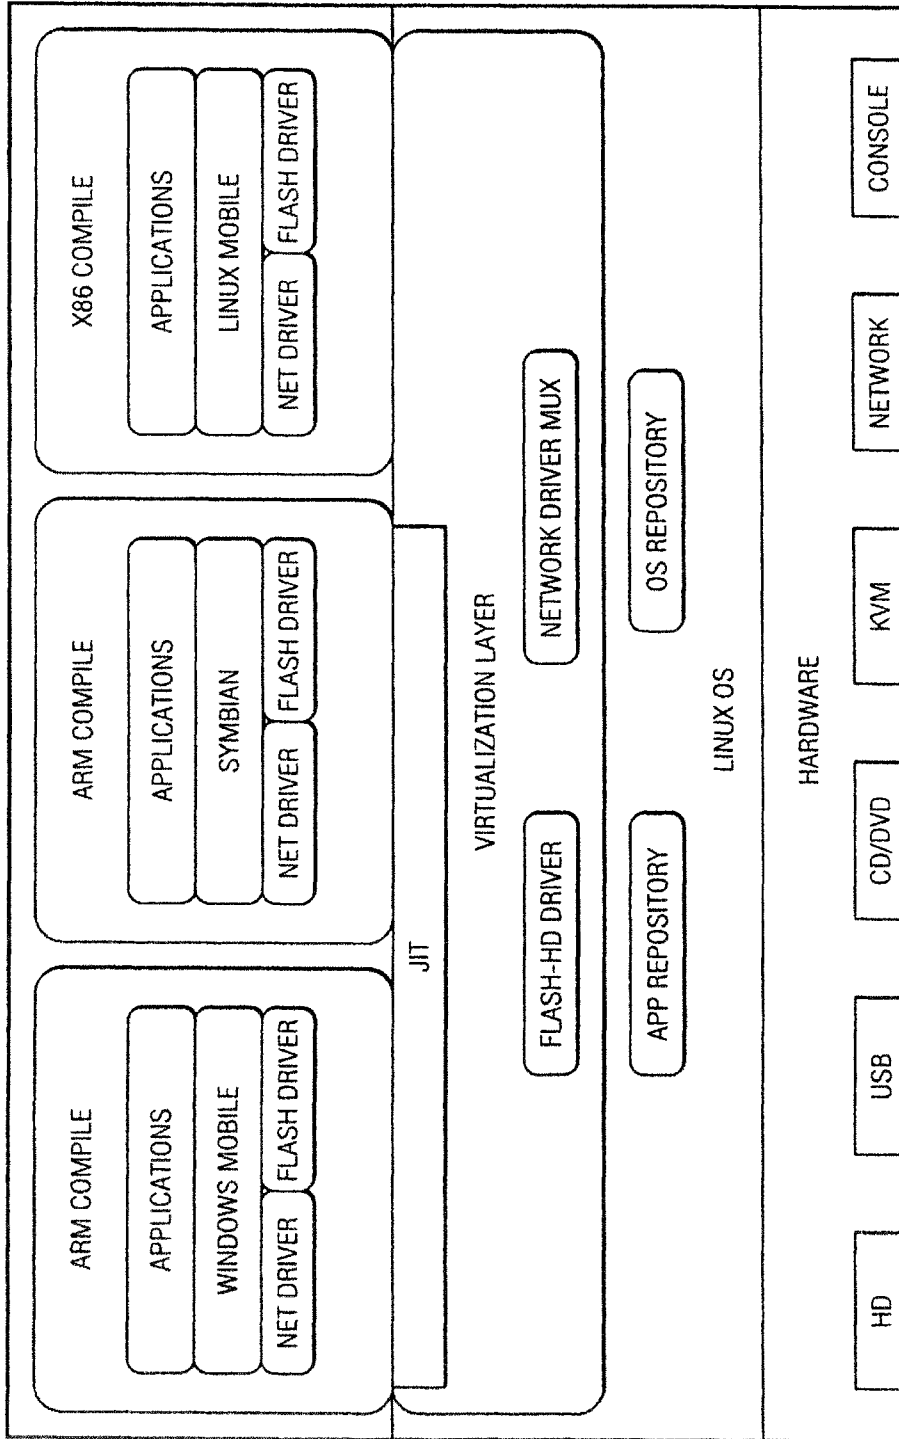 ARM COMPILE
APPLICATIONS
WINDOWS MOBILE
NET DRIVER
FLASH DRIVER
ARM COMPILE
APPLICATIONS
SYMBIAN
NET DRIVER
FLASH DRIVER
X86 COMPILE
APPLICATIONS
LINUX MOBILE
NET DRIVER
FLASH DRIVER
JIT
VIRTUALIZATION LAYER
FLASH-HD DRIVER
NETWORK DRIVER MUX
APP REPOSITORY
OS REPOSITORY
LINUX OS
HARDWARE
HD
USB
CD/DVD
KVM
NETWORK
CONSOLE